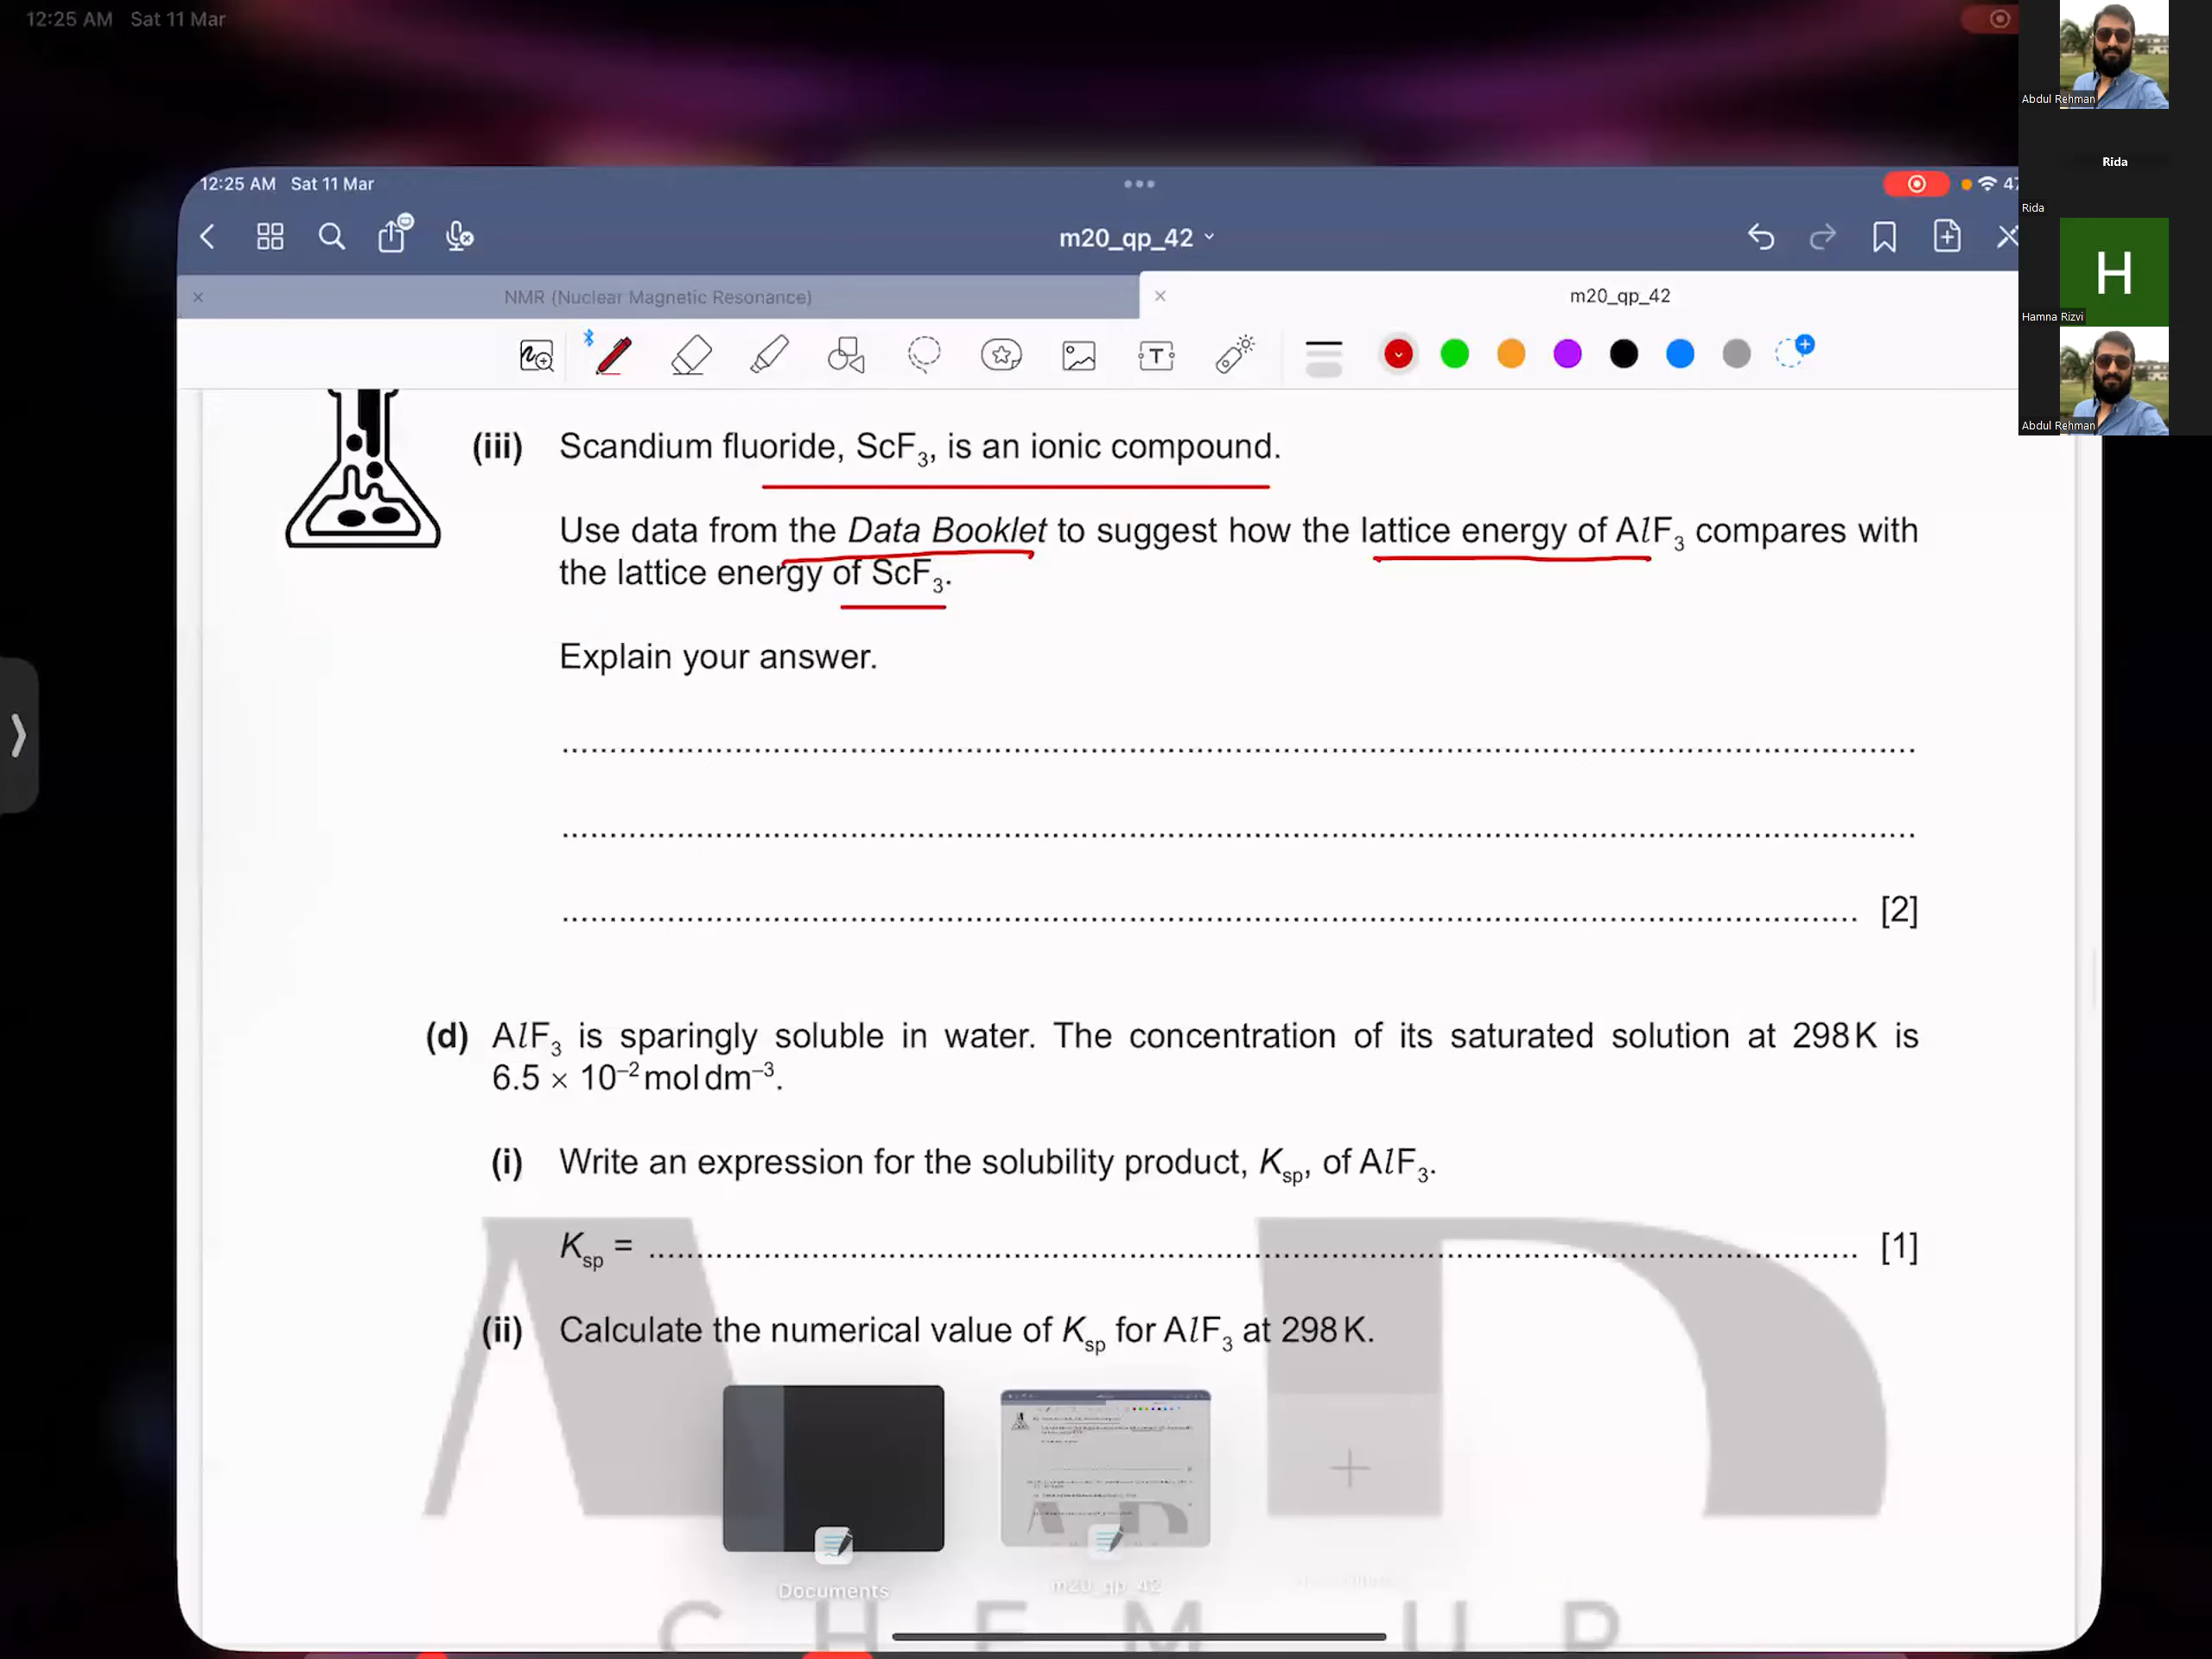 12:25 AM Sat 11 Mar
Abdul Rehman
Rida
Rida
H
Hamna Rizvi
Abdul Rehman
12:25 AM Sat 11 Mar
47
m20_qp_42
NMR (Nuclear Magnetic Resonance)
m20_qp_42
T
(iii) Scandium fluoride, ScF₃, is an ionic compound.
Use data from the Data Booklet to suggest how the lattice energy of AlF₃ compares with
the lattice energy of ScF₃.
Explain your answer.
[2]
(d) AlF₃ is sparingly soluble in water. The concentration of its saturated solution at 298 K is
6.5 × 10⁻² mol dm⁻³.
(i) Write an expression for the solubility product, Ksp, of AlF₃.
Ksp = [1]
(ii) Calculate the numerical value of Ksp for AlF₃ at 298 K.
Documents
m20_qp_42
CHEM UP